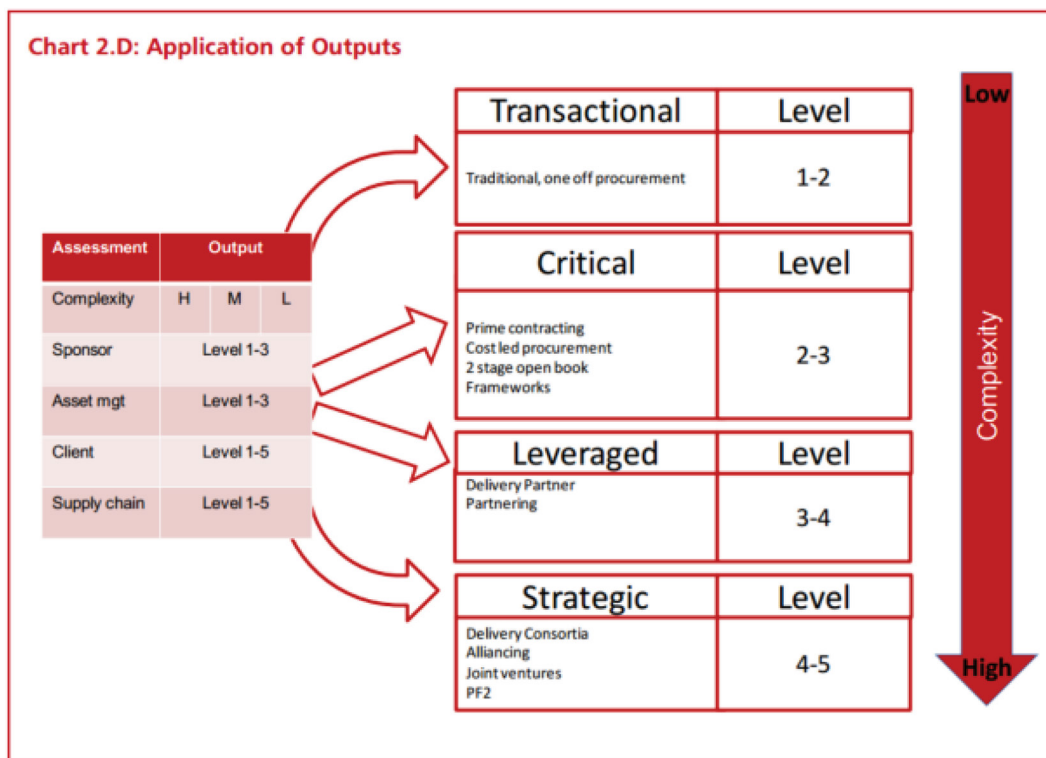 Chart 2.D: Application of Outputs
Assessment Output
Complexity H M L
Sponsor Level 1-3
Asset mgt Level 1-3
Client Level 1-5
Supply chain Level 1-5
Transactional Level
Traditional, one off procurement 1-2
Critical Level
Prime contracting
Cost led procurement
2 stage open book
Frameworks
2-3
Leveraged Level
Delivery Partner
Partnering
3-4
Strategic Level
Delivery Consortia
Alliancing
Joint ventures
PF2
4-5
Low
Complexity
High